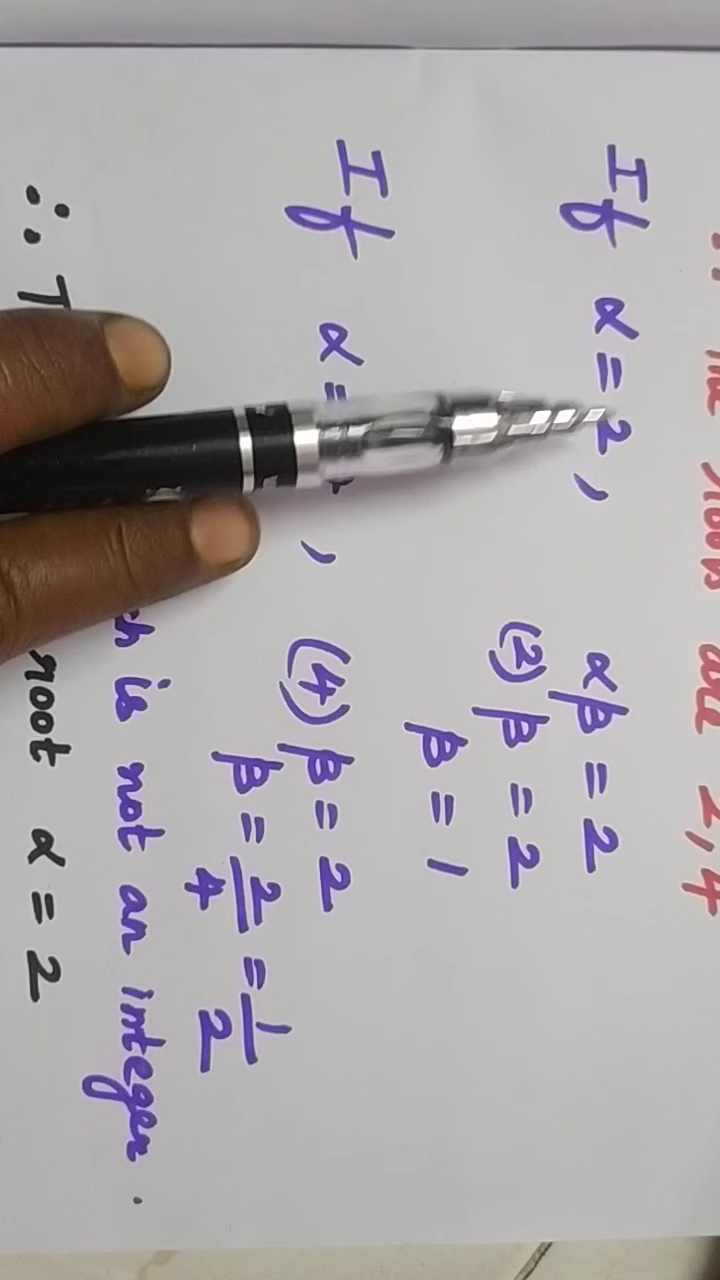 The roots are 2, 4
If α = 2, αβ = 2
(2)β = 2
β = 1
If α = , (4)β = 2
β = 2/4 = 1/2
is not an integer.
∴ root α = 2